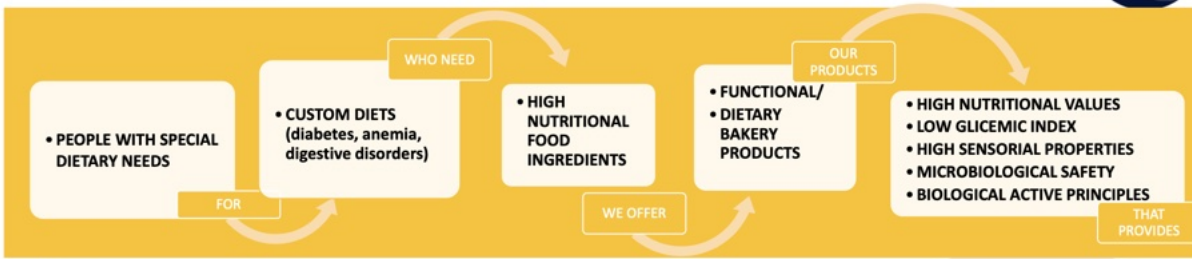 • PEOPLE WITH SPECIAL
DIETARY NEEDS
FOR
• CUSTOM DIETS
(diabetes, anemia,
digestive disorders)
WHO NEED
• HIGH
NUTRITIONAL
FOOD
INGREDIENTS
WE OFFER
• FUNCTIONAL/
• DIETARY
BAKERY
PRODUCTS
OUR
PRODUCTS
• HIGH NUTRITIONAL VALUES
• LOW GLICEMIC INDEX
• HIGH SENSORIAL PROPERTIES
• MICROBIOLOGICAL SAFETY
• BIOLOGICAL ACTIVE PRINCIPLES
THAT
PROVIDES